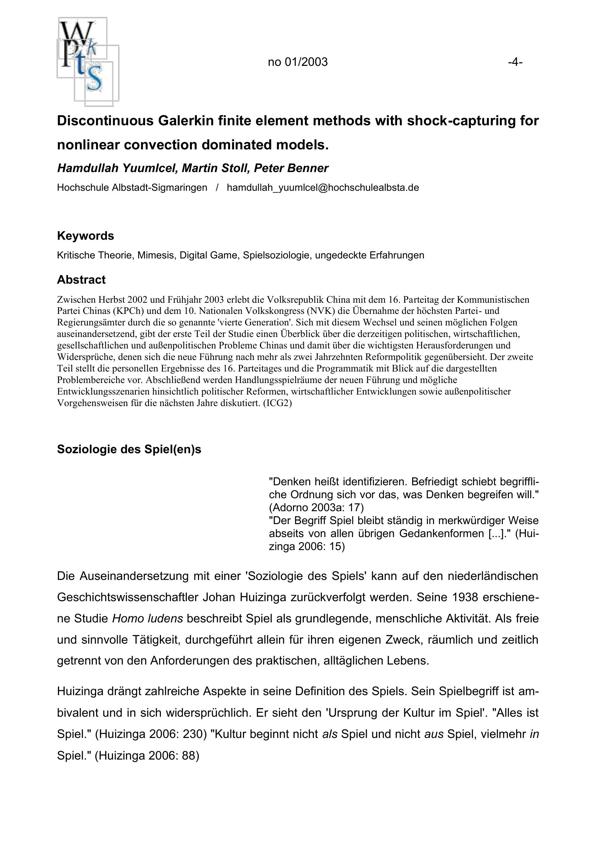 W
Pkts
no 01/2003 -4-
Discontinuous Galerkin finite element methods with shock-capturing for
nonlinear convection dominated models.
Hamdullah Yuumlcel, Martin Stoll, Peter Benner
Hochschule Albstadt-Sigmaringen / hamdullah_yuumlcel@hochschulealbsta.de
Keywords
Kritische Theorie, Mimesis, Digital Game, Spielsoziologie, ungedeckte Erfahrungen
Abstract
Zwischen Herbst 2002 und Frühjahr 2003 erlebt die Volksrepublik China mit dem 16. Parteitag der Kommunistischen
Partei Chinas (KPCh) und dem 10. Nationalen Volkskongress (NVK) die Übernahme der höchsten Partei- und
Regierungsämter durch die so genannte 'vierte Generation'. Sich mit diesem Wechsel und seinen möglichen Folgen
auseinandersetzend, gibt der erste Teil der Studie einen Überblick über die derzeitigen politischen, wirtschaftlichen,
gesellschaftlichen und außenpolitischen Probleme Chinas und damit über die wichtigsten Herausforderungen und
Widersprüche, denen sich die neue Führung nach mehr als zwei Jahrzehnten Reformpolitik gegenübersieht. Der zweite
Teil stellt die personellen Ergebnisse des 16. Parteitages und die Programmatik mit Blick auf die dargestellten
Problembereiche vor. Abschließend werden Handlungsspielräume der neuen Führung und mögliche
Entwicklungsszenarien hinsichtlich politischer Reformen, wirtschaftlicher Entwicklungen sowie außenpolitischer
Vorgehensweisen für die nächsten Jahre diskutiert. (ICG2)
Soziologie des Spiel(en)s
"Denken heißt identifizieren. Befriedigt schiebt begriffli-
che Ordnung sich vor das, was Denken begreifen will."
(Adorno 2003a: 17)
"Der Begriff Spiel bleibt ständig in merkwürdiger Weise
abseits von allen übrigen Gedankenformen [...]." (Hui-
zinga 2006: 15)
Die Auseinandersetzung mit einer 'Soziologie des Spiels' kann auf den niederländischen
Geschichtswissenschaftler Johan Huizinga zurückverfolgt werden. Seine 1938 erschiene-
ne Studie Homo ludens beschreibt Spiel als grundlegende, menschliche Aktivität. Als freie
und sinnvolle Tätigkeit, durchgeführt allein für ihren eigenen Zweck, räumlich und zeitlich
getrennt von den Anforderungen des praktischen, alltäglichen Lebens.
Huizinga drängt zahlreiche Aspekte in seine Definition des Spiels. Sein Spielbegriff ist am-
bivalent und in sich widersprüchlich. Er sieht den 'Ursprung der Kultur im Spiel'. "Alles ist
Spiel." (Huizinga 2006: 230) "Kultur beginnt nicht als Spiel und nicht aus Spiel, vielmehr in
Spiel." (Huizinga 2006: 88)